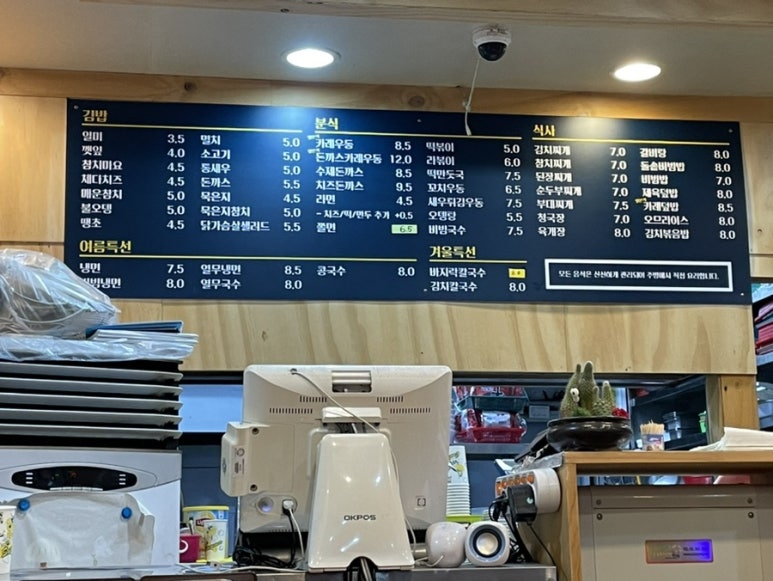 김밥
일미 3.5
깻잎 4.0
참치마요 4.5
체다치즈 4.5
매운참치 5.0
불오뎅 5.0
땡초 4.5
멸치 5.0
소고기 5.0
통새우 5.0
돈까스 5.5
묵은지 4.5
묵은지참치 5.0
닭가슴살샐러드 5.5
분식
카레우동 8.5
돈까스카레우동 12.0
수제돈까스 8.5
치즈돈까스 9.5
라면 4.5
- 치즈/떡/만두 추가 +0.5
쫄면 6.5
떡볶이 5.0
라볶이 6.0
떡만둣국 7.5
꼬치우동 6.5
새우튀김우동 7.5
오뎅탕 5.5
비빔국수 6.5
식사
김치찌개 7.0
참치찌개 7.0
된장찌개 7.0
순두부찌개 7.0
부대찌개 7.5
청국장 7.0
육개장 8.0
갈비탕 8.0
돌솥비빔밥 8.0
비빔밥 7.0
제육덮밥 8.0
카레덮밥 8.0
오므라이스 8.0
김치볶음밥 8.0
여름특선
냉면 7.5
8.0
열무냉면 8.5
열무국수 8.0
콩국수 8.0
겨울특선
바지락칼국수
김치칼국수 8.0
모든 음식은 신선하게 관리되어 주방에서 직접 요리합니다.
OKPOS